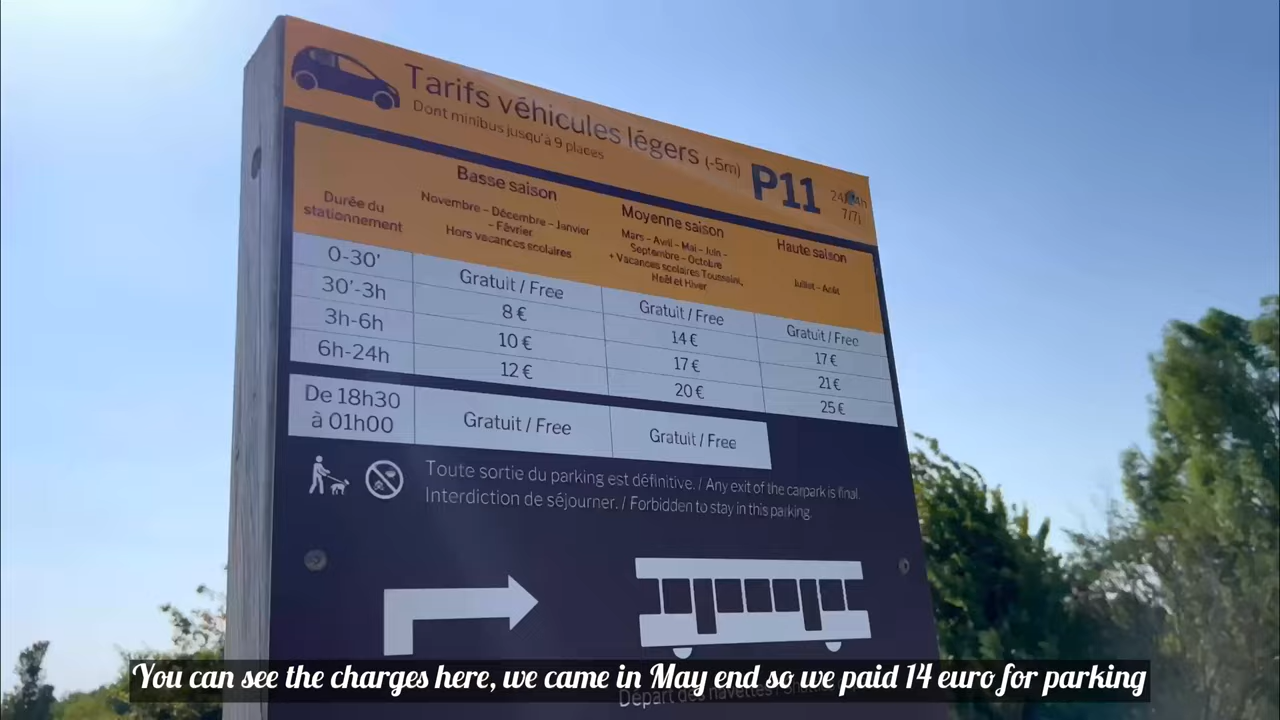 Tarifs véhicules légers (-5m)
Dont minibus jusqu'à 9 places
P11
7/7j
Durée du
stationnement
Basse saison
Novembre – Décembre – Janvier
– Février
Hors vacances scolaires
Moyenne saison
Mars – Avril – Mai – Juin –
Septembre – Octobre
+ Vacances scolaires Toussaint,
Noël et Hiver
Haute saison
Juillet – Août
0-30' Gratuit / Free Gratuit / Free Gratuit / Free
30'-3h 8 € 14 € 17 €
3h-6h 10 € 17 € 21 €
6h-24h 12 € 20 € 25 €
De 18h30
à 01h00
Gratuit / Free Gratuit / Free
Toute sortie du parking est définitive. / Any exit of the carpark is final.
Interdiction de séjourner. / Forbidden to stay in this parking.
You can see the charges here, we came in May end so we paid 14 euro for parking
Départ des navettes